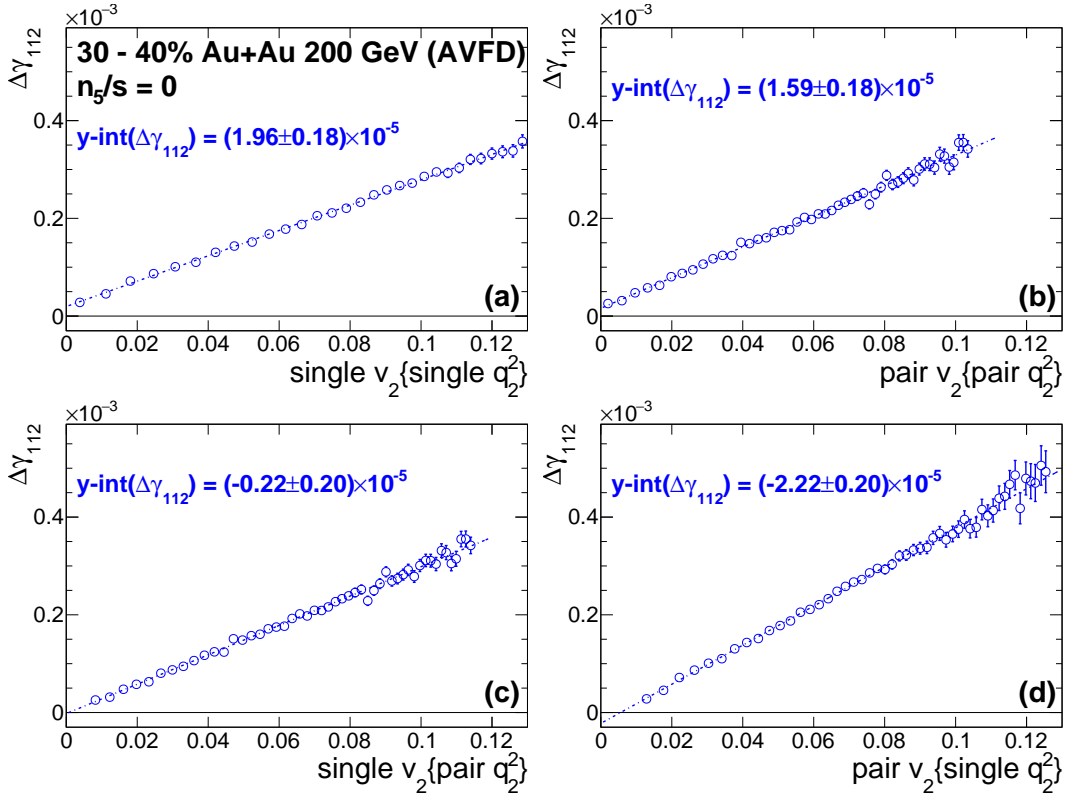 ×10⁻³
30 - 40% Au+Au 200 GeV (AVFD)
n₅/s = 0
y-int(Δγ₁₁₂) = (1.96±0.18)×10⁻⁵
Δγ₁₁₂
0.4
0.2
0
(a)
0 0.02 0.04 0.06 0.08 0.1 0.12
single v₂{single q₂²}
×10⁻³
y-int(Δγ₁₁₂) = (1.59±0.18)×10⁻⁵
Δγ₁₁₂
0.4
0.2
0
(b)
0 0.02 0.04 0.06 0.08 0.1 0.12
pair v₂{pair q₂²}
×10⁻³
y-int(Δγ₁₁₂) = (-0.22±0.20)×10⁻⁵
Δγ₁₁₂
0.4
0.2
0
(c)
0 0.02 0.04 0.06 0.08 0.1 0.12
single v₂{pair q₂²}
×10⁻³
y-int(Δγ₁₁₂) = (-2.22±0.20)×10⁻⁵
Δγ₁₁₂
0.4
0.2
0
(d)
0 0.02 0.04 0.06 0.08 0.1 0.12
pair v₂{single q₂²}